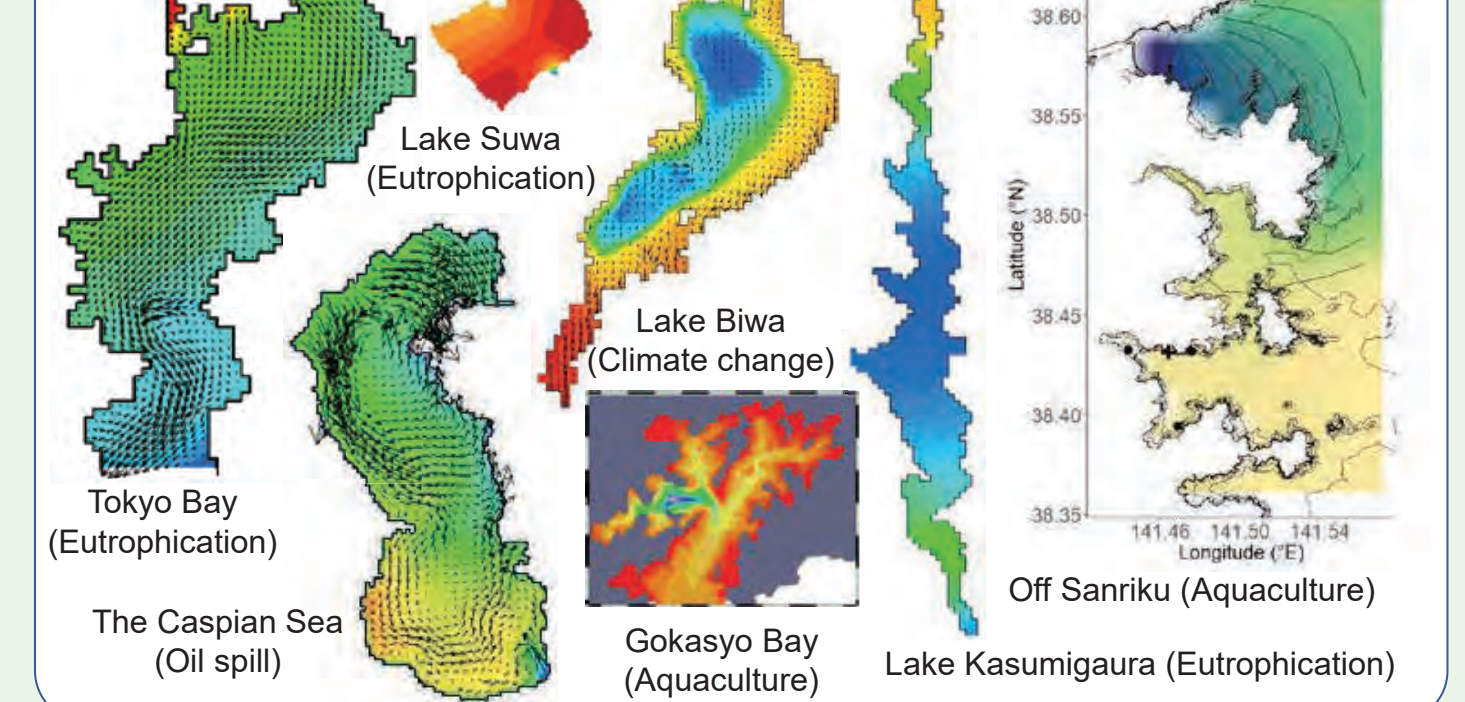 Lake Suwa
(Eutrophication)
Lake Biwa
(Climate change)
Tokyo Bay
(Eutrophication)
The Caspian Sea
(Oil spill)
Gokasyo Bay
(Aquaculture)
Latitude (°N)
38.60
38.55
38.50
38.45
38.40
38.35
141.46 141.50 141.54
Longitude (°E)
Off Sanriku (Aquaculture)
Lake Kasumigaura (Eutrophication)